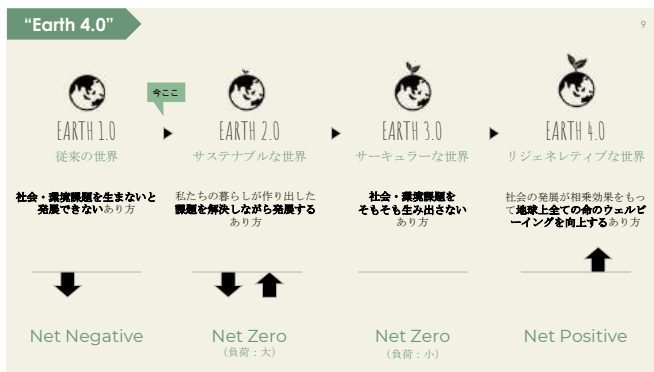 “Earth 4.0”
9
今ここ
EARTH 1.0
従来の世界
社会・環境課題を生まないと
発展できないあり方
Net Negative
EARTH 2.0
サステナブルな世界
私たちの暮らしが作り出した
課題を解決しながら発展する
あり方
Net Zero
（負荷：大）
EARTH 3.0
サーキュラーな世界
社会・環境課題を
そもそも生み出さない
あり方
Net Zero
（負荷：小）
EARTH 4.0
リジェネレティブな世界
社会の発展が相乗効果をもっ
て地球上全ての命のウェルビ
ーイングを向上するあり方
Net Positive